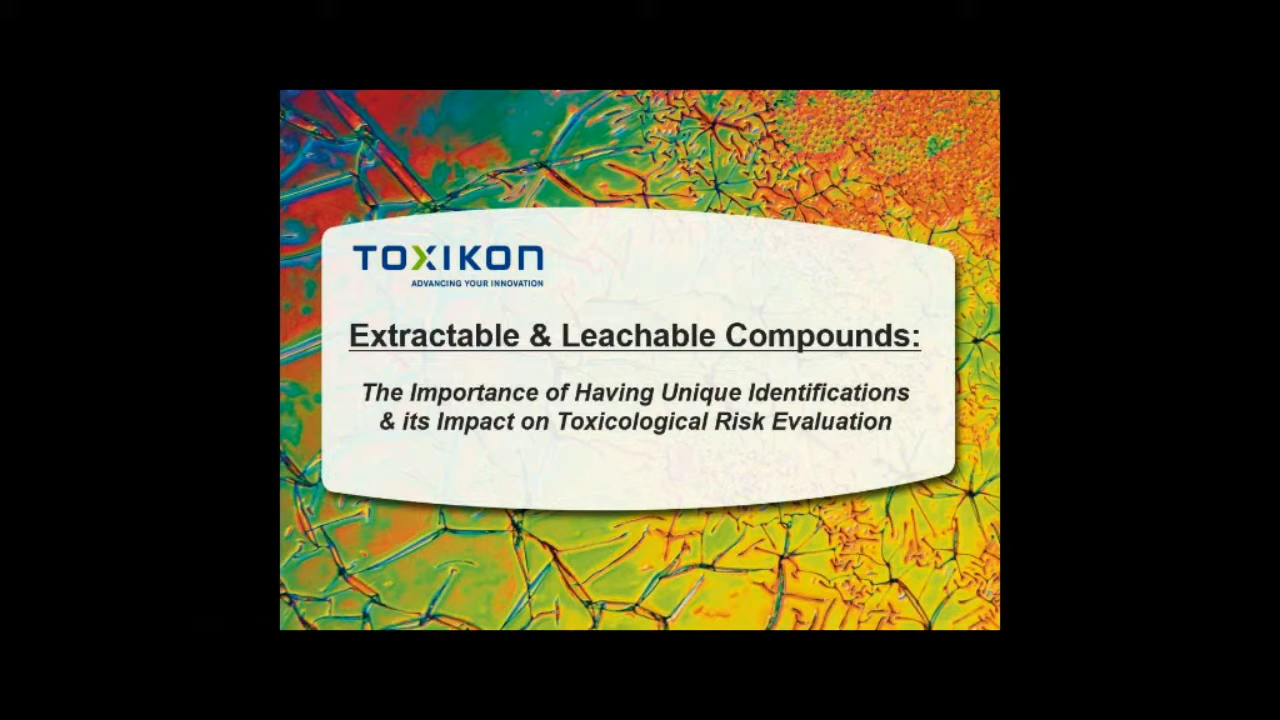 TOXIKON
ADVANCING YOUR INNOVATION
Extractable & Leachable Compounds:
The Importance of Having Unique Identifications
& its Impact on Toxicological Risk Evaluation